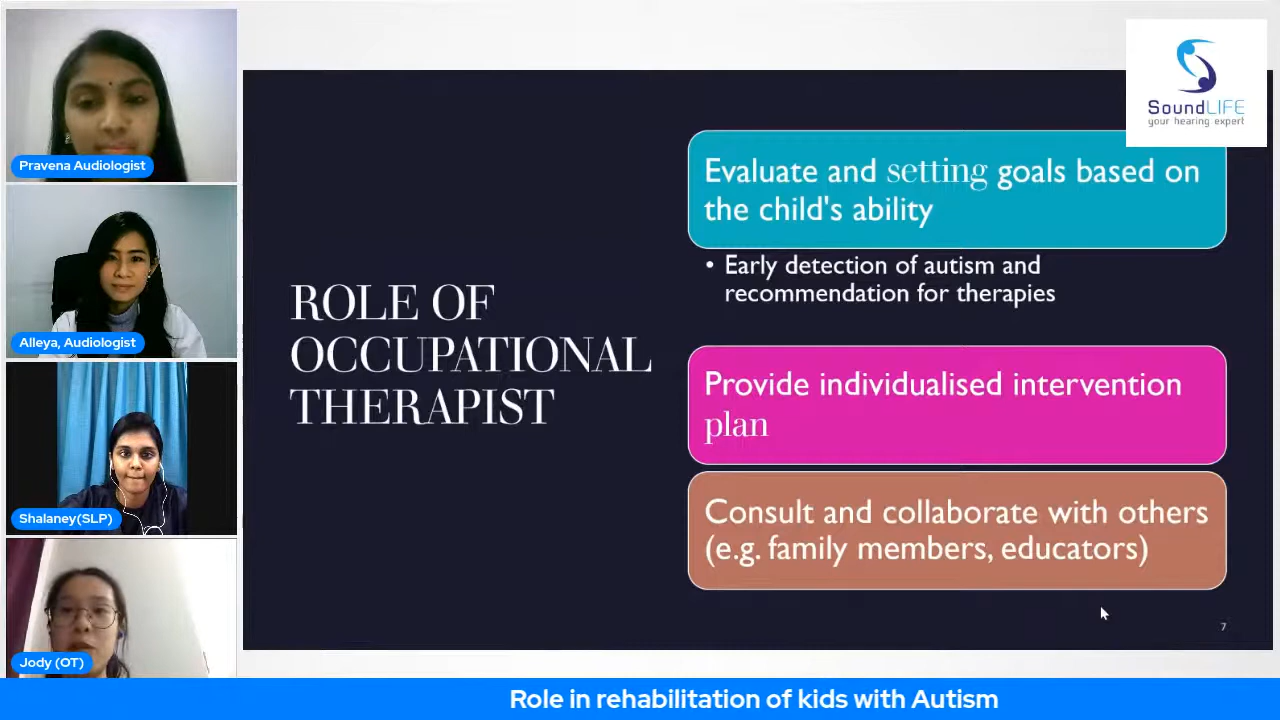 Pravena Audiologist
Alleya, Audiologist
Shalaney(SLP)
Jody (OT)
ROLE OF
OCCUPATIONAL
THERAPIST
SoundLIFE
your hearing expert
Evaluate and setting goals based on
the child's ability
• Early detection of autism and
recommendation for therapies
Provide individualised intervention
plan
Consult and collaborate with others
(e.g. family members, educators)
7
Role in rehabilitation of kids with Autism